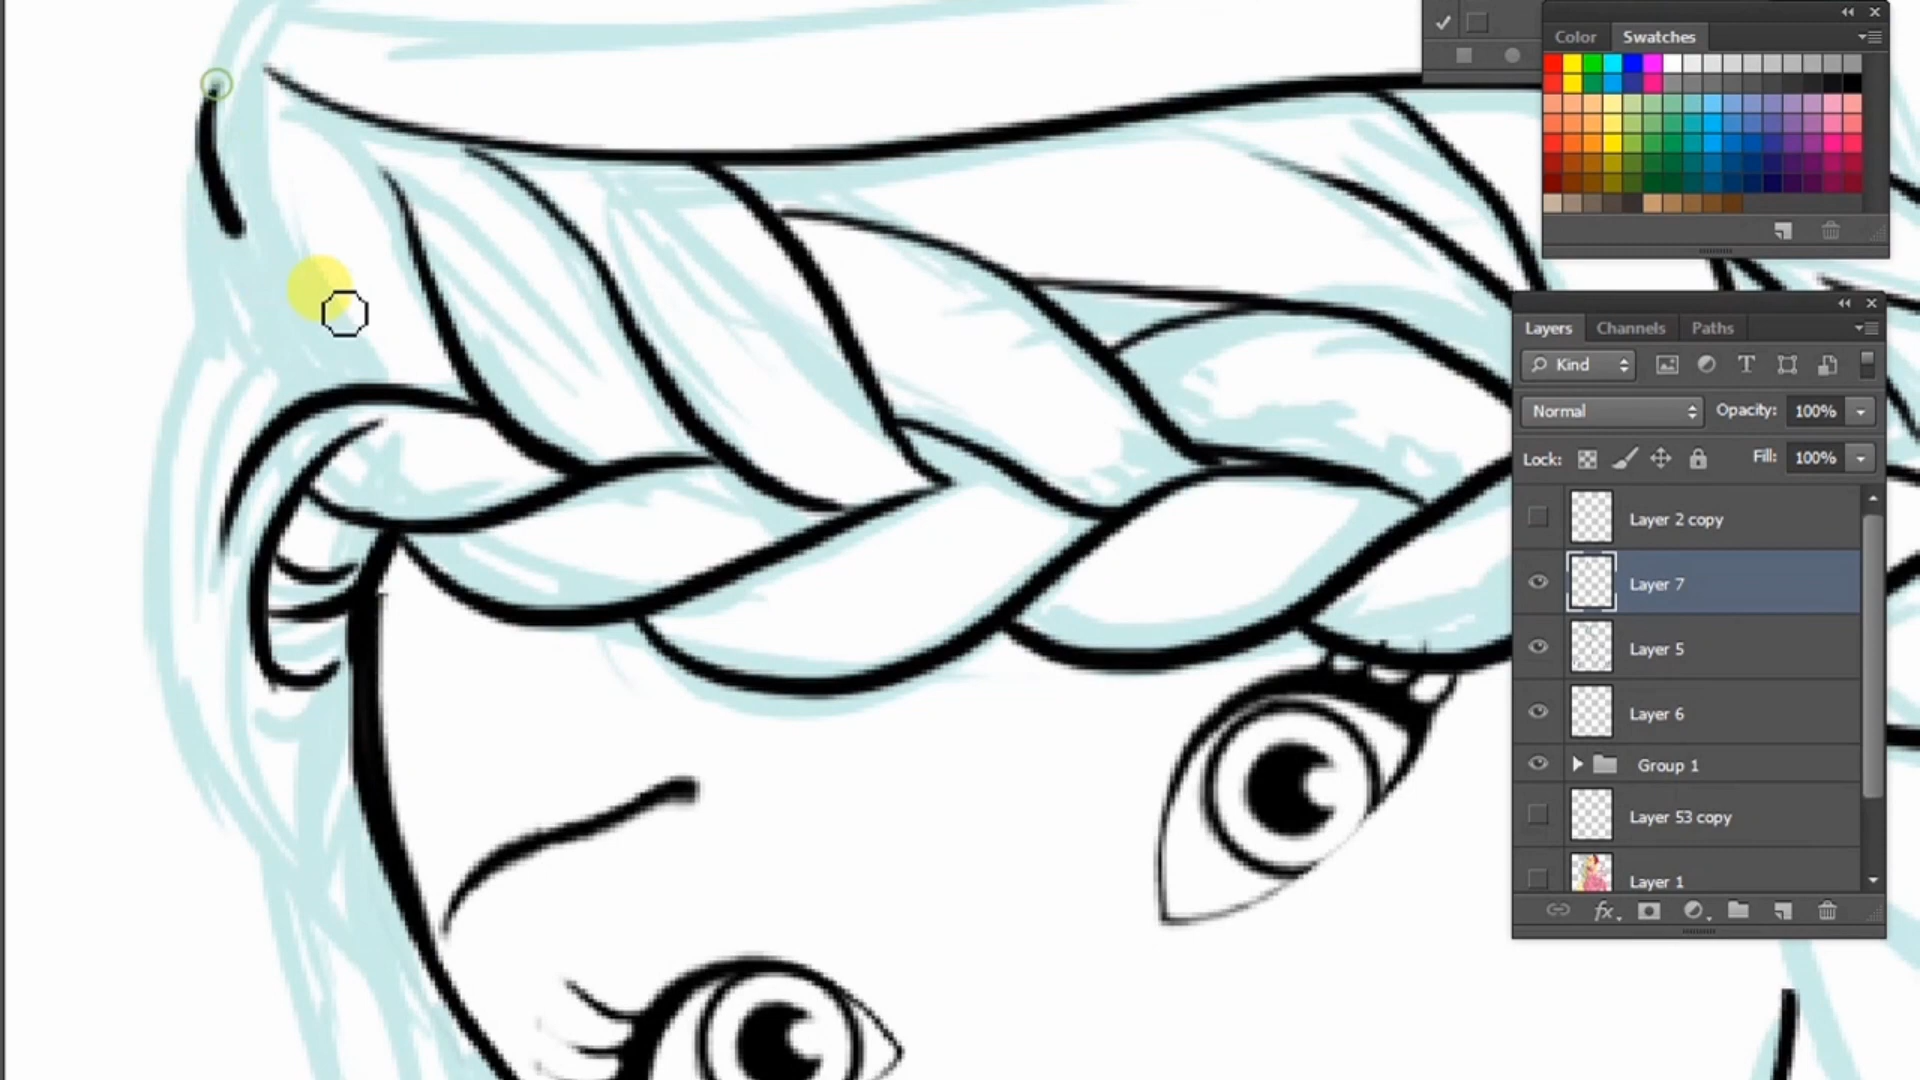 Color Swatches
Layers Channels Paths
Kind T
Normal Opacity: 100%
Lock: Fill: 100%
Layer 2 copy
Layer 7
Layer 5
Layer 6
Group 1
Layer 53 copy
Layer 1
fx